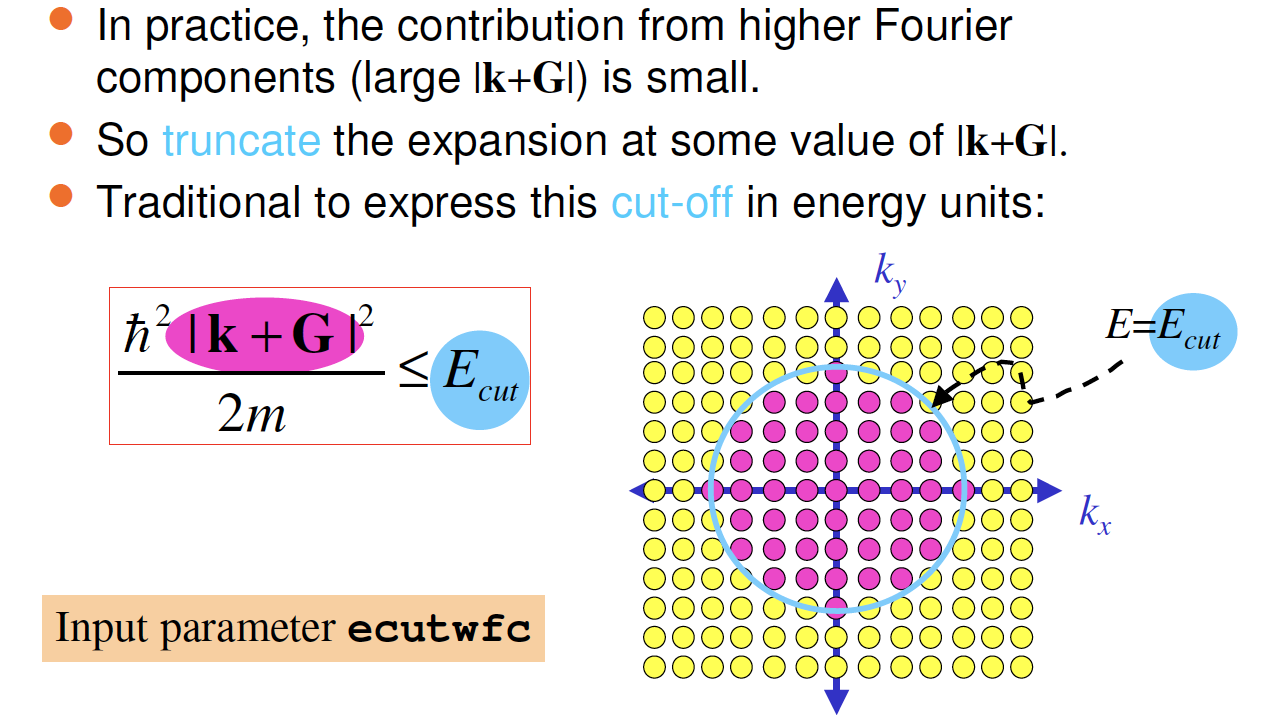 In practice, the contribution from higher Fourier
components (large |k+G|) is small.
So truncate the expansion at some value of |k+G|.
Traditional to express this cut-off in energy units:
ħ² |k + G|² / 2m ≤ E_cut
k_y
E=E_cut
k_x
Input parameter ecutwfc